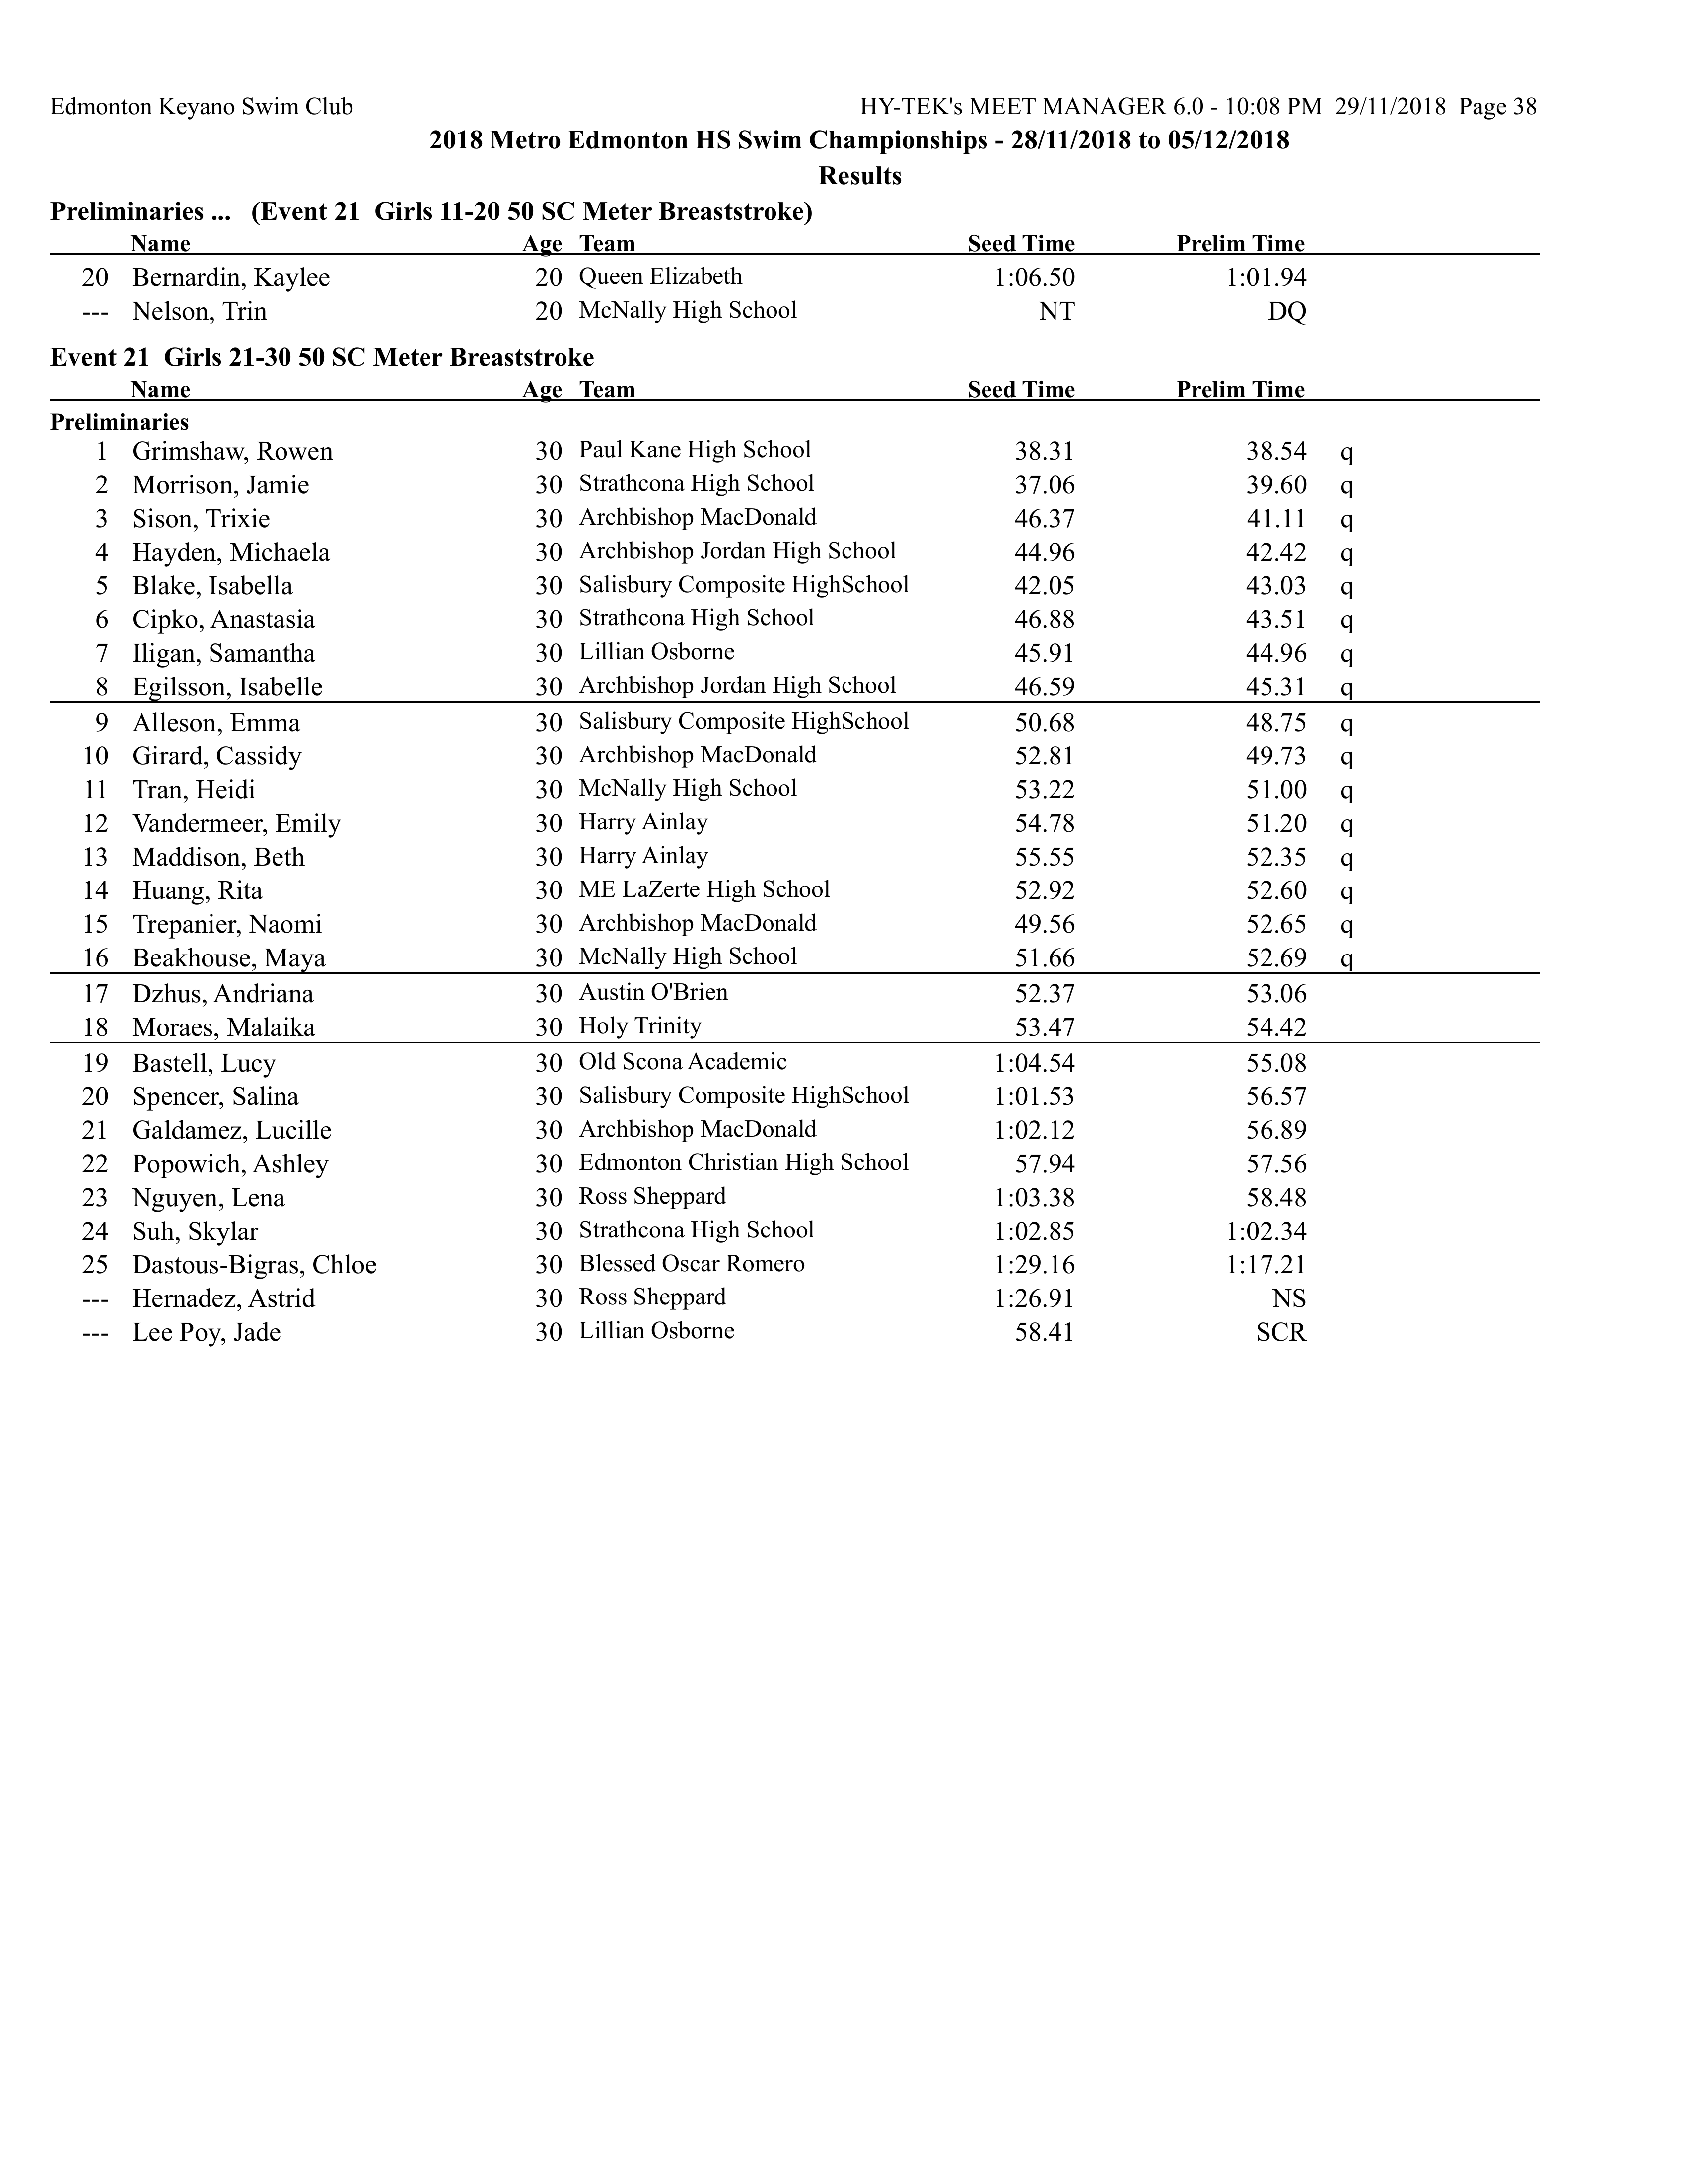 Edmonton Keyano Swim Club HY-TEK's MEET MANAGER 6.0 - 10:08 PM 29/11/2018 Page 38
2018 Metro Edmonton HS Swim Championships - 28/11/2018 to 05/12/2018
Results
Preliminaries ... (Event 21 Girls 11-20 50 SC Meter Breaststroke)
Name Age Team Seed Time Prelim Time
20 Bernardin, Kaylee 20 Queen Elizabeth 1:06.50 1:01.94
--- Nelson, Trin 20 McNally High School NT DQ
Event 21 Girls 21-30 50 SC Meter Breaststroke
Name Age Team Seed Time Prelim Time
Preliminaries
1 Grimshaw, Rowen 30 Paul Kane High School 38.31 38.54 q
2 Morrison, Jamie 30 Strathcona High School 37.06 39.60 q
3 Sison, Trixie 30 Archbishop MacDonald 46.37 41.11 q
4 Hayden, Michaela 30 Archbishop Jordan High School 44.96 42.42 q
5 Blake, Isabella 30 Salisbury Composite HighSchool 42.05 43.03 q
6 Cipko, Anastasia 30 Strathcona High School 46.88 43.51 q
7 Iligan, Samantha 30 Lillian Osborne 45.91 44.96 q
8 Egilsson, Isabelle 30 Archbishop Jordan High School 46.59 45.31 q
9 Alleson, Emma 30 Salisbury Composite HighSchool 50.68 48.75 q
10 Girard, Cassidy 30 Archbishop MacDonald 52.81 49.73 q
11 Tran, Heidi 30 McNally High School 53.22 51.00 q
12 Vandermeer, Emily 30 Harry Ainlay 54.78 51.20 q
13 Maddison, Beth 30 Harry Ainlay 55.55 52.35 q
14 Huang, Rita 30 ME LaZerte High School 52.92 52.60 q
15 Trepanier, Naomi 30 Archbishop MacDonald 49.56 52.65 q
16 Beakhouse, Maya 30 McNally High School 51.66 52.69 q
17 Dzhus, Andriana 30 Austin O'Brien 52.37 53.06
18 Moraes, Malaika 30 Holy Trinity 53.47 54.42
19 Bastell, Lucy 30 Old Scona Academic 1:04.54 55.08
20 Spencer, Salina 30 Salisbury Composite HighSchool 1:01.53 56.57
21 Galdamez, Lucille 30 Archbishop MacDonald 1:02.12 56.89
22 Popowich, Ashley 30 Edmonton Christian High School 57.94 57.56
23 Nguyen, Lena 30 Ross Sheppard 1:03.38 58.48
24 Suh, Skylar 30 Strathcona High School 1:02.85 1:02.34
25 Dastous-Bigras, Chloe 30 Blessed Oscar Romero 1:29.16 1:17.21
--- Hernadez, Astrid 30 Ross Sheppard 1:26.91 NS
--- Lee Poy, Jade 30 Lillian Osborne 58.41 SCR